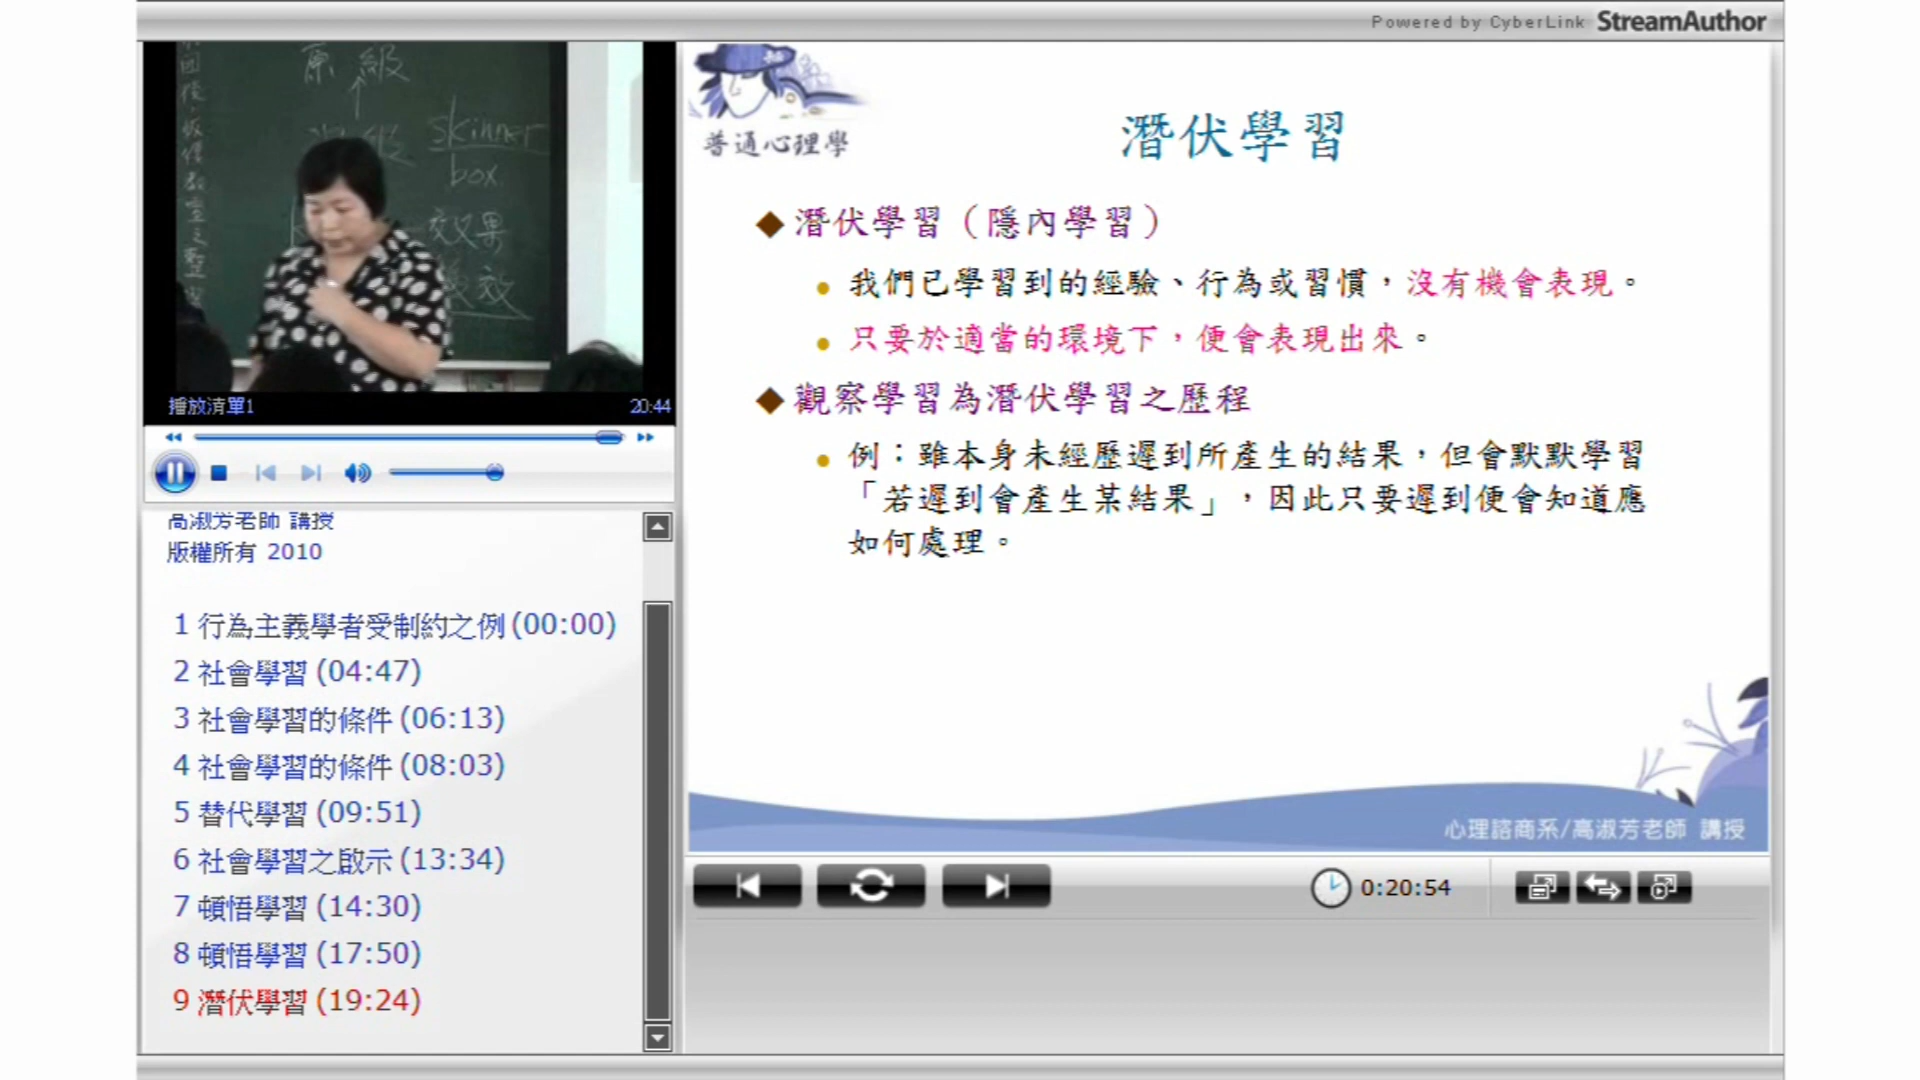 Powered by CyberLink StreamAuthor
原級
skinner
box
效果
播放清單1
20:44
高淑芳老師 講授
版權所有 2010
1 行為主義學者受制約之例 (00:00)
2 社會學習 (04:47)
3 社會學習的條件 (06:13)
4 社會學習的條件 (08:03)
5 替代學習 (09:51)
6 社會學習之啟示 (13:34)
7 頓悟學習 (14:30)
8 頓悟學習 (17:50)
9 潛伏學習 (19:24)
普通心理學
潛伏學習
潛伏學習（隱內學習）
我們已學習到的經驗、行為或習慣，沒有機會表現。
只要於適當的環境下，便會表現出來。
觀察學習為潛伏學習之歷程
例：雖本身未經歷遲到所產生的結果，但會默默學習
「若遲到會產生某結果」，因此只要遲到便會知道應
如何處理。
心理諮商系/高淑芳老師 講授
0:20:54